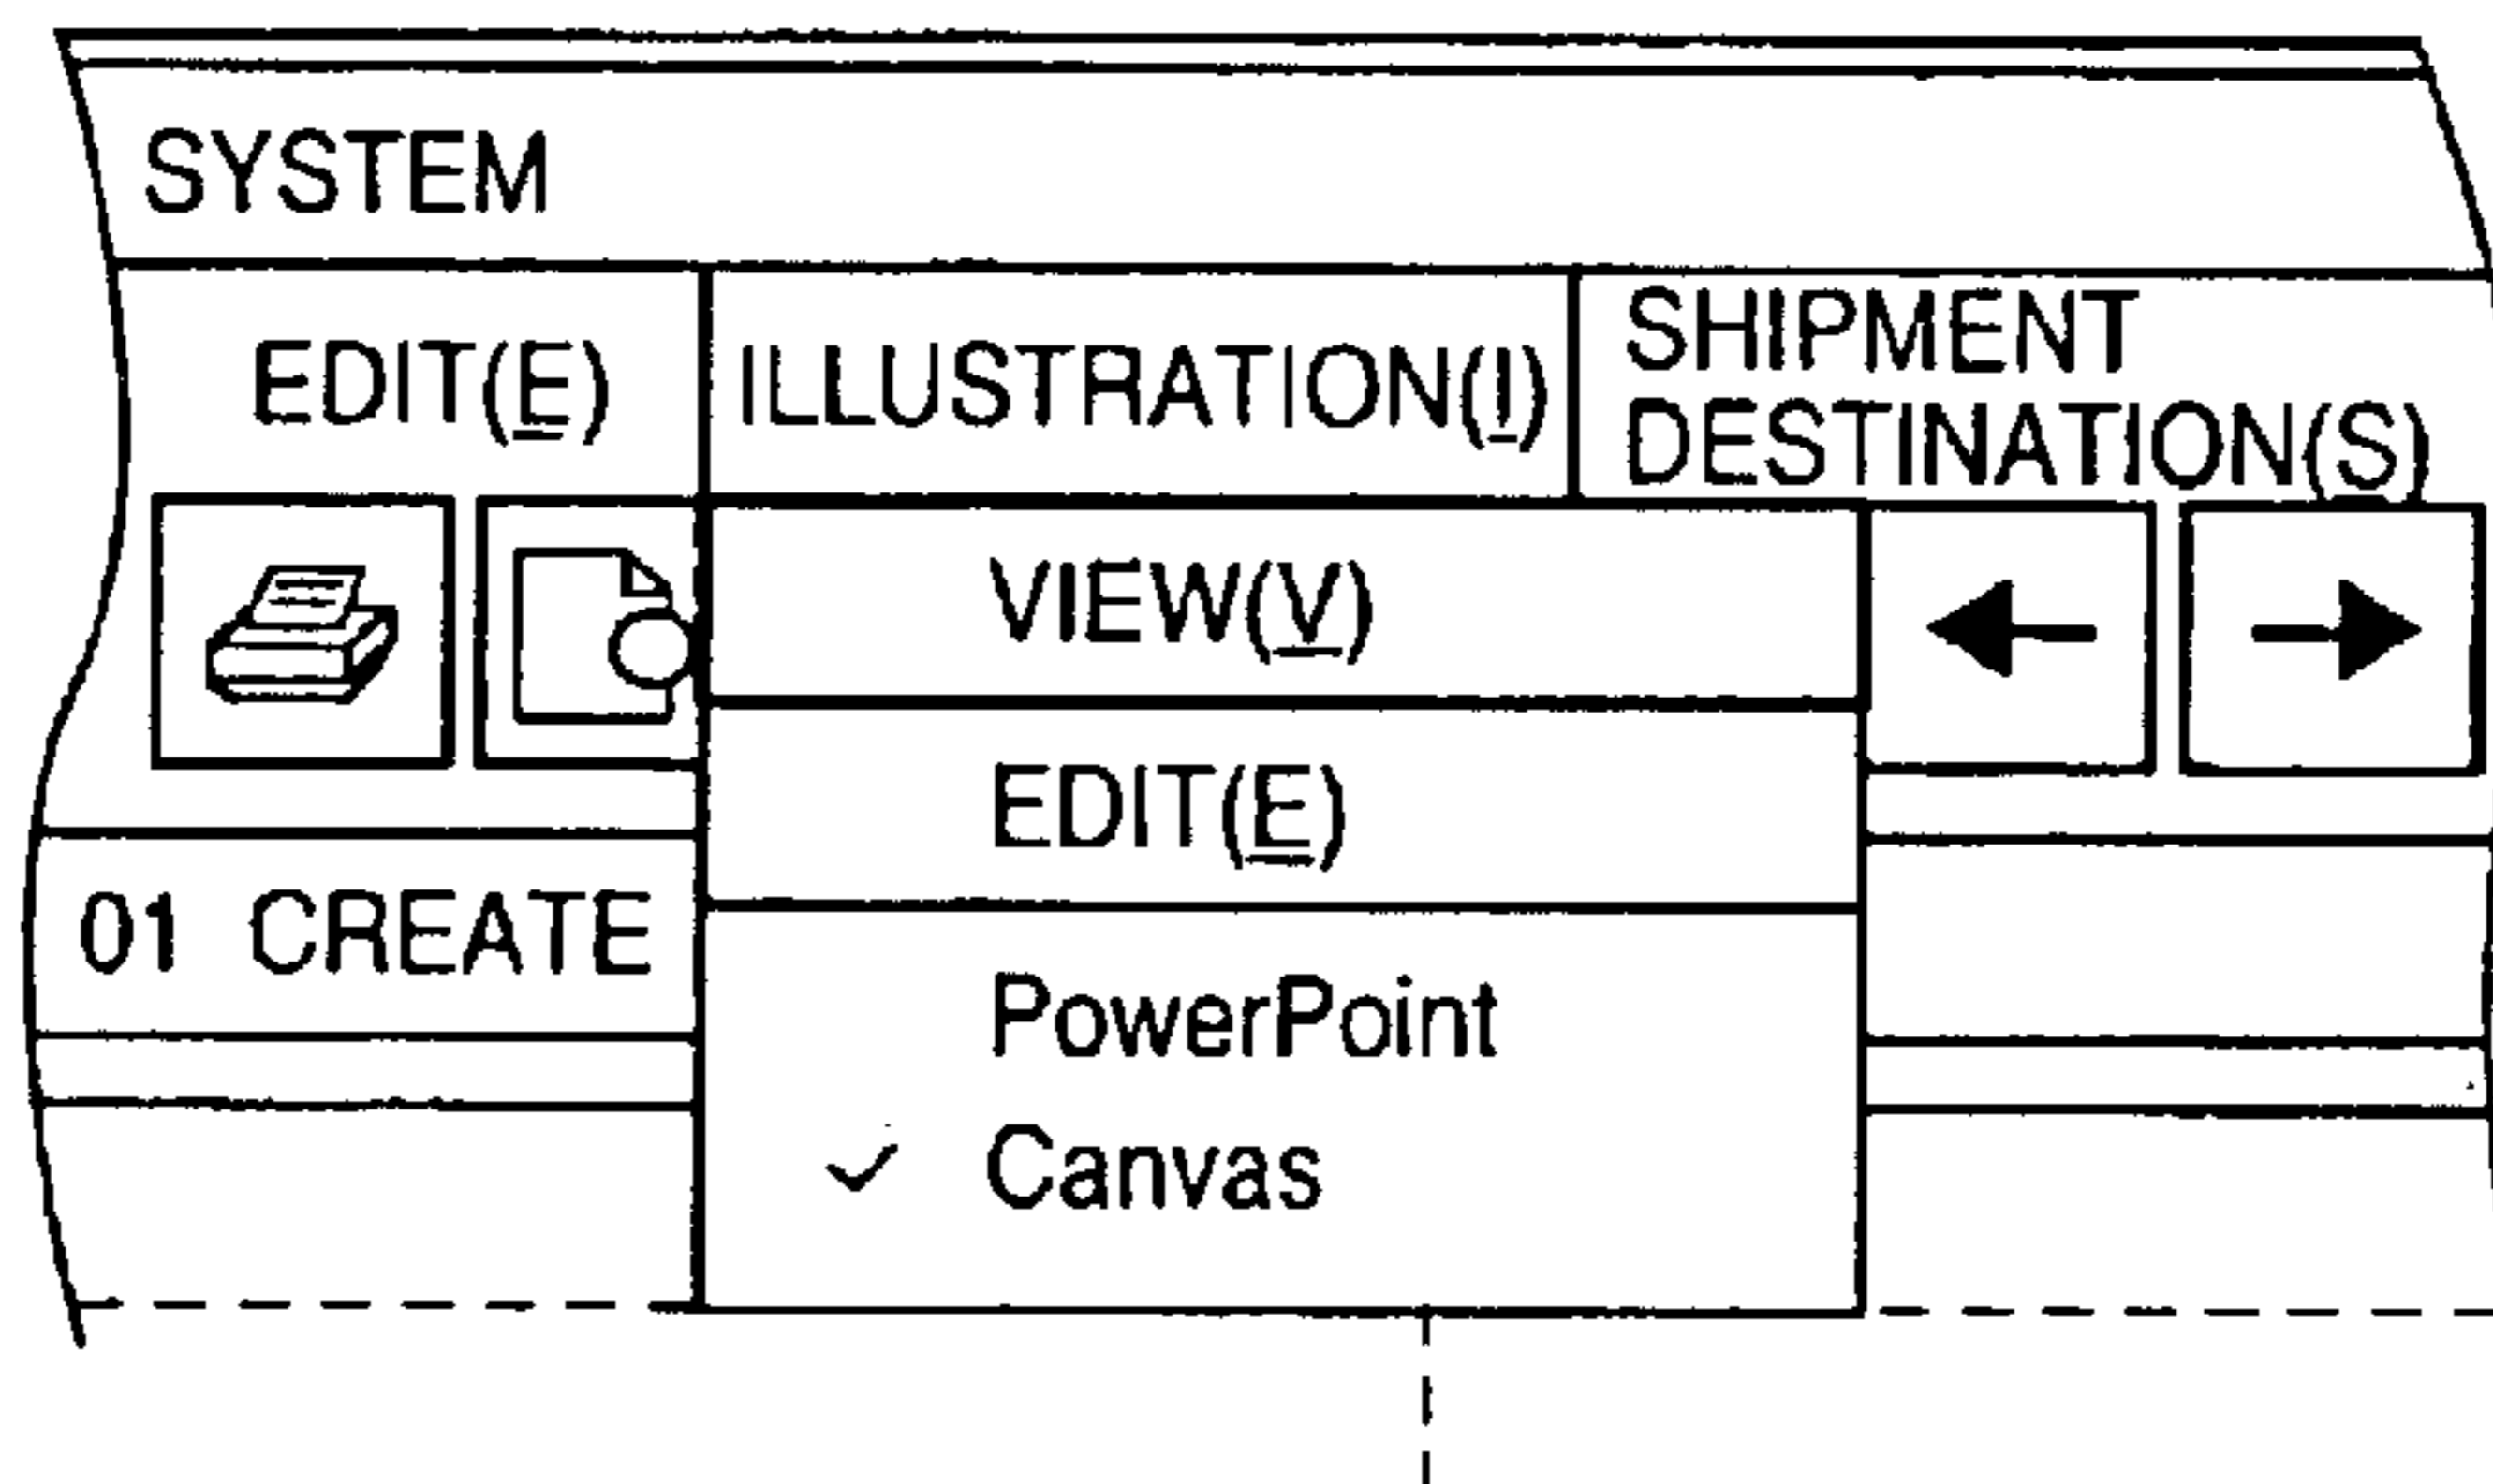 SYSTEM
EDIT(E) ILLUSTRATION(I) SHIPMENT
DESTINATION(S)
VIEW(V)
EDIT(E)
01 CREATE
PowerPoint
✓ Canvas